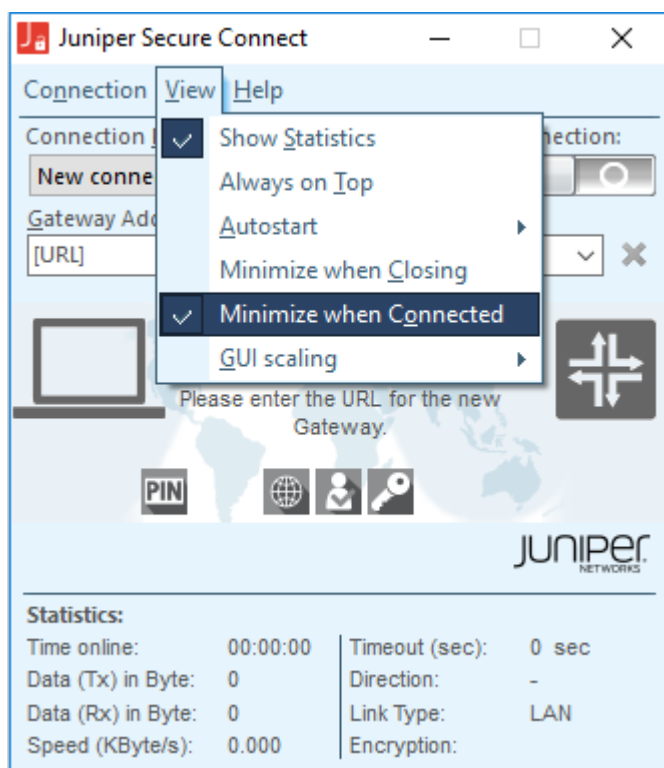 Juniper Secure Connect
Connection View Help
Connection
Show Statistics
nection:
New conne
Always on Top
Gateway Add
Autostart
[URL]
Minimize when Closing
Minimize when Connected
GUI scaling
Please enter the URL for the new
Gateway.
PIN
JUNIPER
NETWORKS
Statistics:
Time online: 00:00:00 Timeout (sec): 0 sec
Data (Tx) in Byte: 0 Direction: -
Data (Rx) in Byte: 0 Link Type: LAN
Speed (KByte/s): 0.000 Encryption: